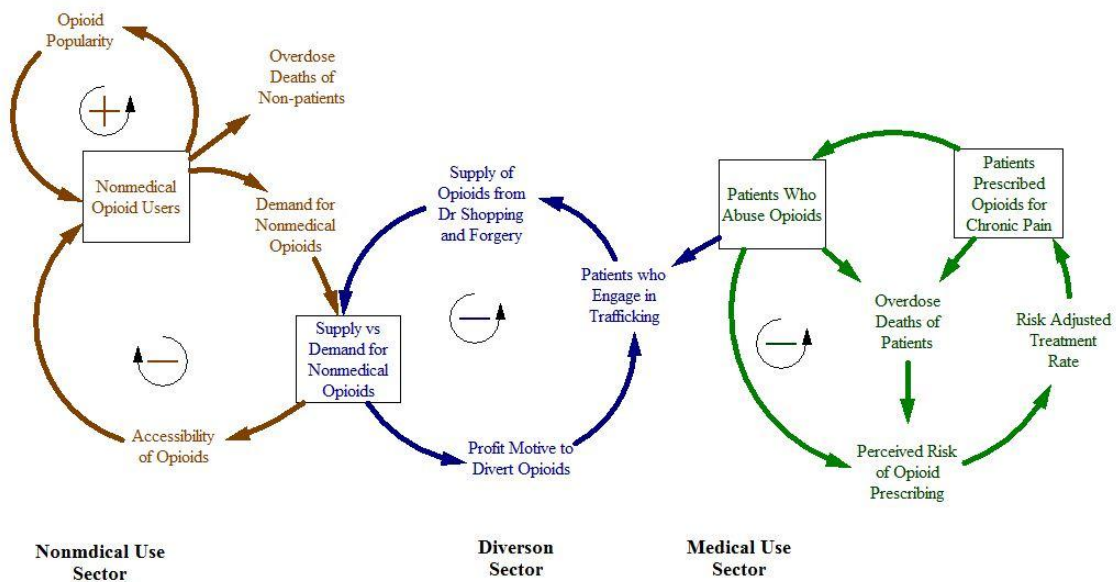 Opioid
Popularity
Overdose
Deaths of
Non-patients
Nonmedical
Opioid Users
Demand for
Nonmedical
Opioids
Supply vs
Demand for
Nonmedical
Opioids
Accessibility
of Opioids
Supply of
Opioids from
Dr Shopping
and Forgery
Patients who
Engage in
Trafficking
Profit Motive to
Divert Opioids
Patients Who
Abuse Opioids
Patients
Prescribed
Opioids for
Chronic Pain
Overdose
Deaths of
Patients
Risk Adjusted
Treatment
Rate
Perceived Risk
of Opioid
Prescribing
Nonmdical Use
Sector
Diverson
Sector
Medical Use
Sector